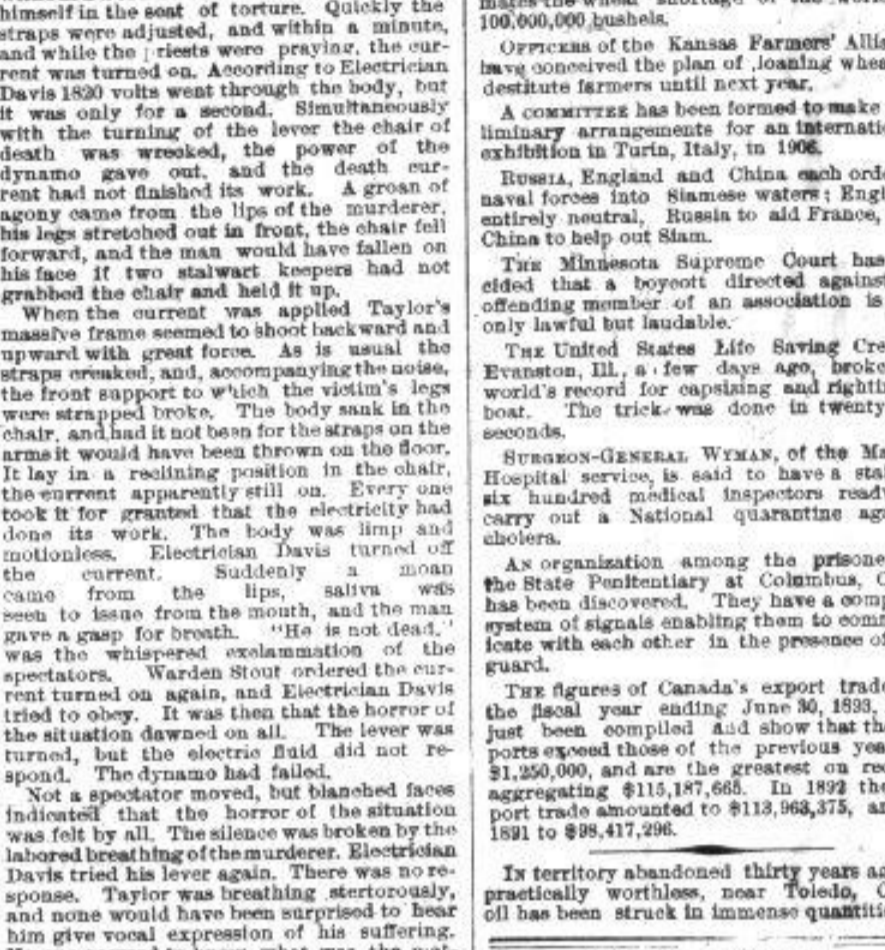 himself in the seat of torture. Quickly the
straps were adjusted, and within a minute,
and while the riests were praying, the cur-
rent was turned on. According to Electrician
Davis 1820 volts went through the body, but
it was only for a second. Simultaneously
with the turning of the lever the chair of
death was wrecked, the power of the
dynamo gave out, and the death cur-
rent had not finished its work. A groan of
agony came from the lips of the murderer,
his legs stretched out in front, the chair fell
forward, and the man would have fallen on
his face if two stalwart keepers had not
grabbed the chair and held it up.
When the current was applied Taylor's
massive frame seemed to shoot backward and
upward with great force. As is usual the
straps creaked, and, accompanying the noise,
the front support to which the victim's legs
were strapped broke. The body sank in the
chair, and had it not been for the straps on the
arms it would have been thrown on the floor.
It lay in a reclining position in the chair,
the current apparently still on. Every one
took it for granted that the electricity had
done its work. The body was limp and
motionless. Electrician Davis turned off
the current. Suddenly a moan
came from the lips, saliva was
seen to issue from the mouth, and the man
gave a gasp for breath. "He is not dead,"
was the whispered exclammation of the
spectators. Warden Stout ordered the cur-
rent turned on again, and Electrician Davis
tried to obey. It was then that the horror of
the situation dawned on all. The lever was
turned, but the electric fluid did not re-
spond. The dynamo had failed.
Not a spectator moved, but blanched faces
indicated that the horror of the situation
was felt by all. The silence was broken by the
labored breathing of the murderer. Electrician
Davis tried his lever again. There was no re-
sponse. Taylor was breathing stertorously,
and none would have been surprised to hear
him give vocal expression of his suffering.
100,000,000 bushels.
OFFICERS of the Kansas Farmers' Allia
have conceived the plan of loaning whea
destitute farmers until next year.
A COMMITTEE has been formed to make
liminary arrangements for an internatio
exhibition in Turin, Italy, in 1906.
RUSSIA, England and China each orde
naval forces into Siamese waters; Engl
entirely neutral, Russia to aid France,
China to help out Siam.
THE Minnesota Supreme Court has
cided that a boycott directed against
offending member of an association is
only lawful but laudable.
THE United States Life Saving Cre
Evanston, Ill., a few days ago, broke
world's record for capsizing and rightin
boat. The trick was done in twenty
seconds.
SURGEON-GENERAL WYMAN, of the Ma
Hospital service, is said to have a sta
six hundred medical inspectors ready
carry out a National quarantine aga
cholera.
AN organization among the prisone
the State Penitentiary at Columbus, O
has been discovered. They have a comp
system of signals enabling them to comm
icate with each other in the presence of
guard.
THE figures of Canada's export trade
the fiscal year ending June 30, 1893,
just been compiled and show that th
ports exceed those of the previous yea
$1,250,000, and are the greatest on rec
aggregating $115,187,665. In 1892 the
port trade amounted to $113,963,375, an
1891 to $98,417,296.
IN territory abandoned thirty years ag
practically worthless, near Toledo, O
oil has been struck in immense quantitie